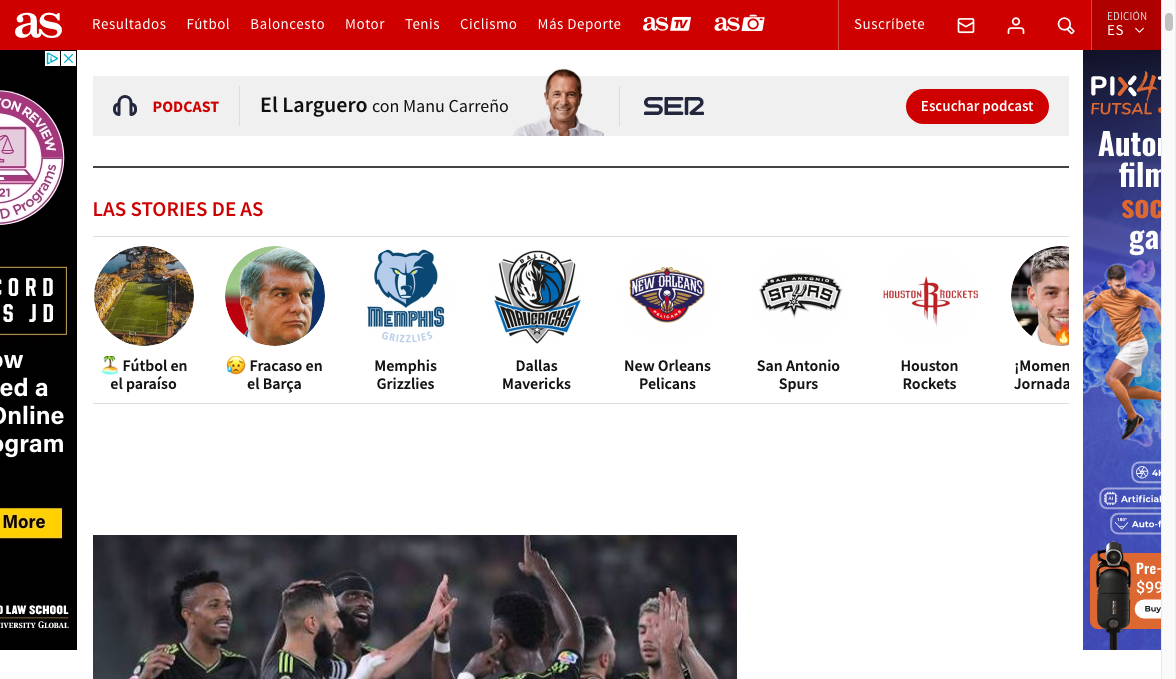 as
Resultados
Fútbol
Baloncesto
Motor
Tenis
Ciclismo
Más Deporte
as TV
as
Suscríbete
EDICIÓN
ES
PODCAST
El Larguero con Manu Carreño
SER
Escuchar podcast
LAS STORIES DE AS
MEMPHIS
GRIZZLIES
DALLAS
MAVERICKS
NEW ORLEANS
PELICANS
SAN ANTONIO
SPURS
HOUSTON ROCKETS
🏝️ Fútbol en
el paraíso
😥 Fracaso en
el Barça
Memphis
Grizzlies
Dallas
Mavericks
New Orleans
Pelicans
San Antonio
Spurs
Houston
Rockets
¡Momen
Jornada
REVIEW
Programs
21
CORD
S JD
ow
ed a
Online
ogram
More
LAW SCHOOL
IVERSITY GLOBAL
PIX4
FUTSAL
Auto
film
soc
ga
4k
Artificial
180°
Auto-f
Pre-
$99
Buy